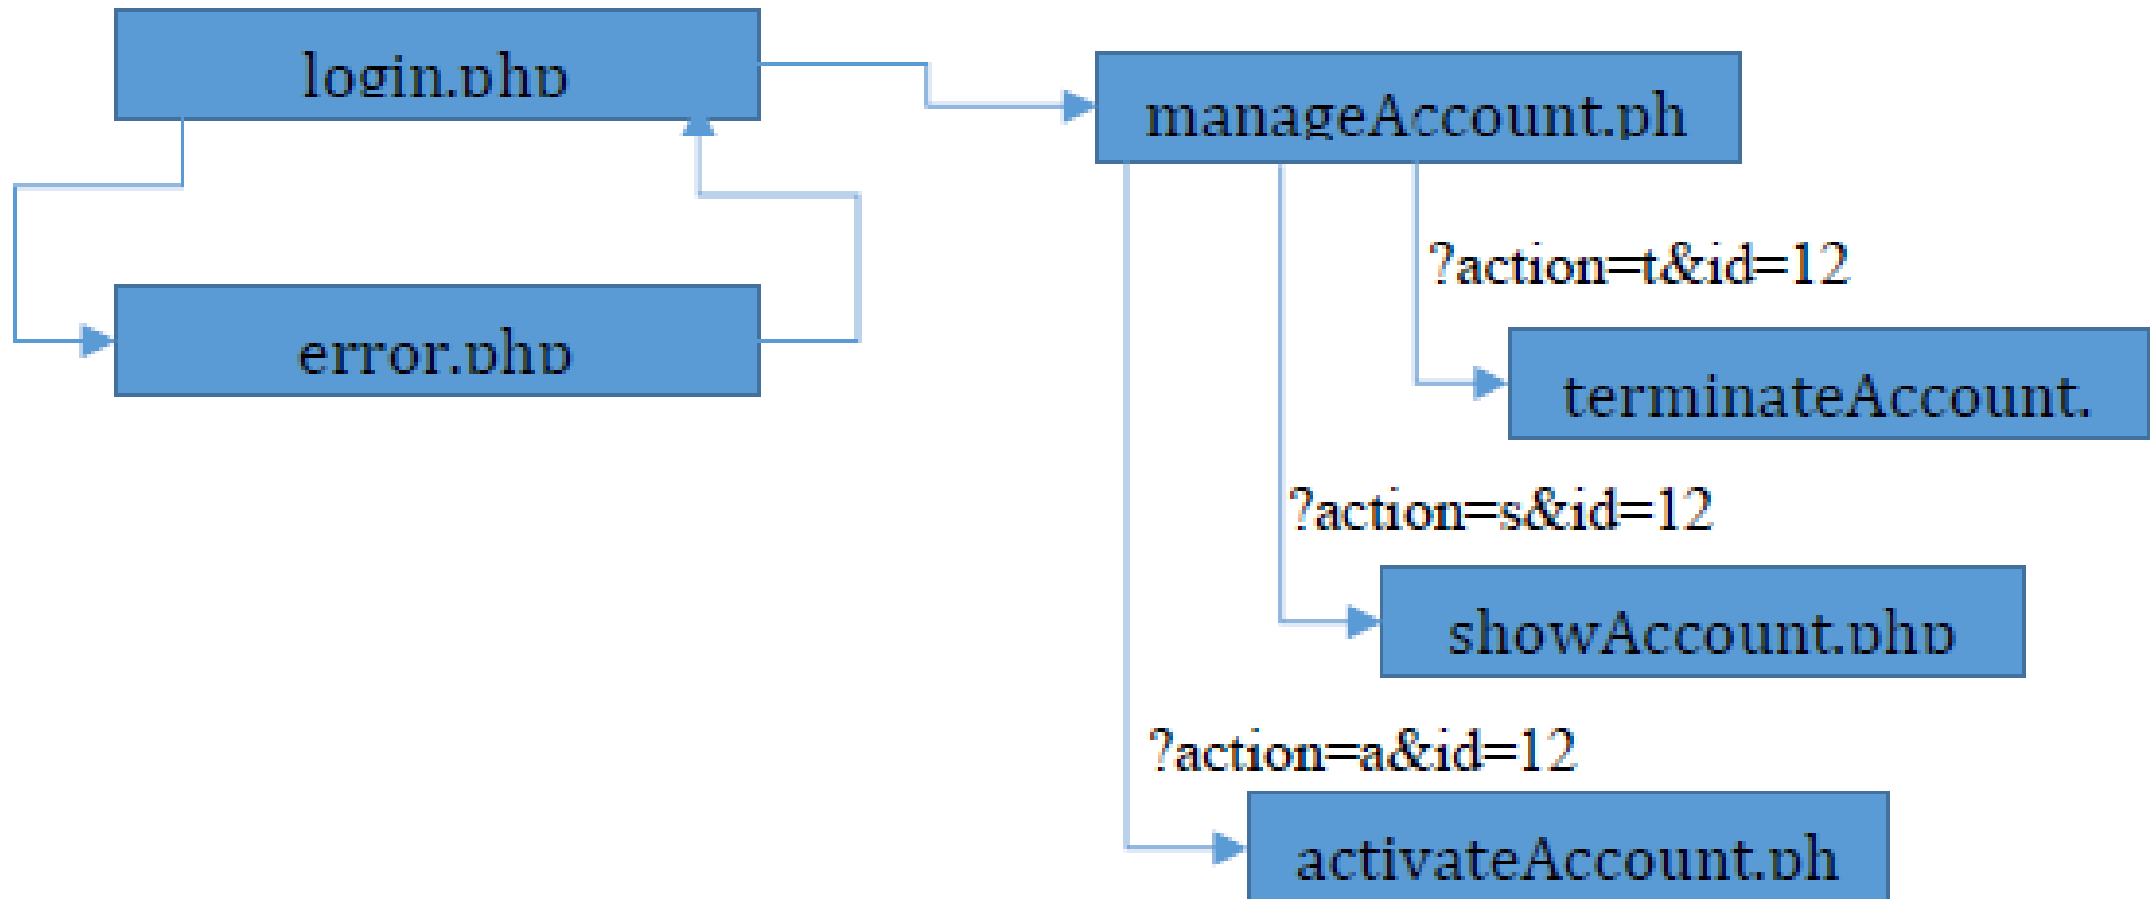 login.php
manageAccount.ph
?action=t&id=12
error.php
terminateAccount.
?action=s&id=12
showAccount.php
?action=a&id=12
activateAccount.ph